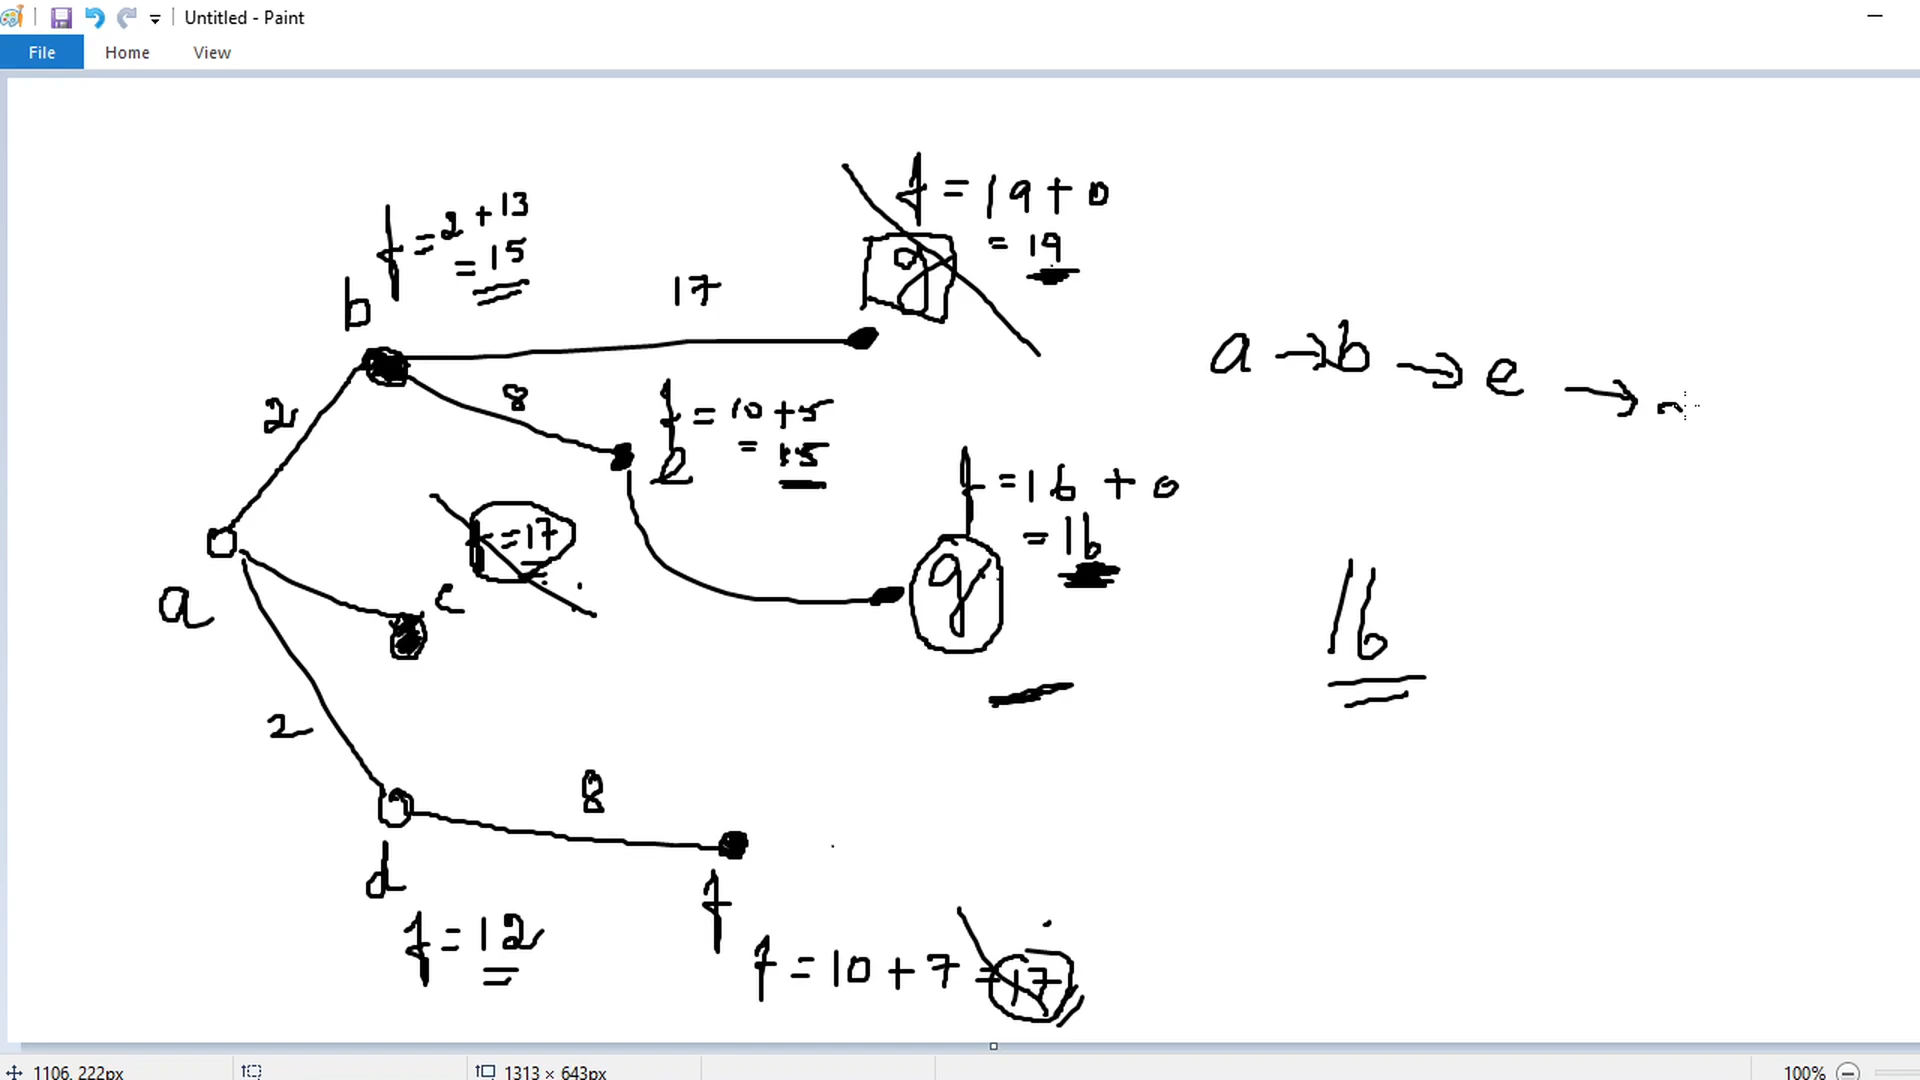 Untitled - Paint
File Home View
f = 19 + 0
= 19
g
f = 2 + 13
= 15
b
17
a → b → e →
8
2
f = 10 + 5
= 15
e
f = 16 + 0
= 16
g
f = 17
c
a
16
2
8
d
f = 12
f
f = 10 + 7 = 17
1106, 222px
1313 × 643px
100%